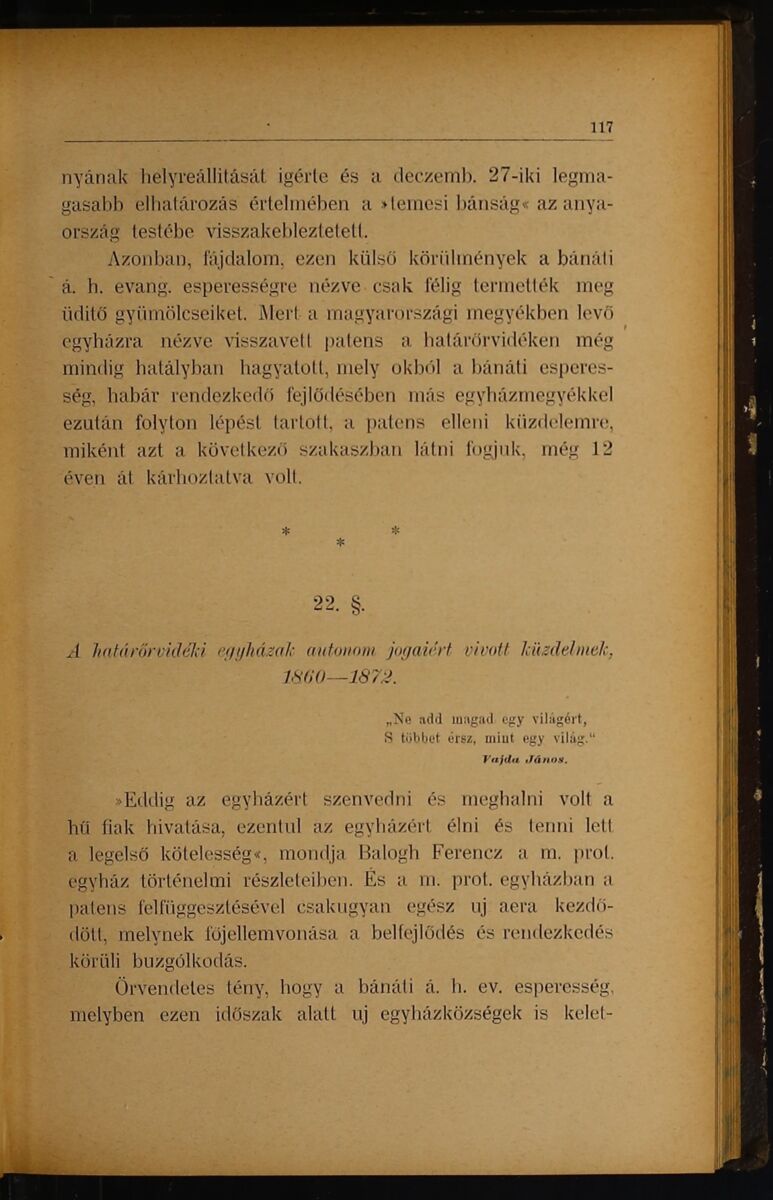 117
nyának helyreállitását igérte és a deczemb. 27-iki legma-
gasabb elhatározás értelmében a »temesi bánság« az anya-
ország testébe visszakebleztetett.
Azonban, fájdalom, ezen külső körülmények a bánáti
á. h. evang. esperességre nézve csak félig termették meg
üditő gyümölcseiket. Mert a magyarországi megyékben levő
egyházra nézve visszavett patens a határőrvidéken még
mindig hatályban hagyatott, mely okból a bánáti esperes-
ség, habár rendezkedő fejlődésében más egyházmegyékkel
ezután folyton lépést tartott, a patens elleni küzdelemre,
miként azt a következő szakaszban látni fogjuk, még 12
éven át kárhoztatva volt.
* * *
22. §.
A határőrvidéki egyházak autonom jogaiért vivott küzdelmek,
1860—1872.
„Ne add magad egy világért,
S többet érsz, mint egy világ.“
Vajda János.
»Eddig az egyházért szenvedni és meghalni volt a
hű fiak hivatása, ezentul az egyházért élni és tenni lett
a legelső kötelesség«, mondja Balogh Ferencz a m. prot.
egyház történelmi részleteiben. És a m. prot. egyházban a
patens felfüggesztésével csakugyan egész uj aera kezdő-
dött, melynek főjellemvonása a belfejlődés és rendezkedés
körüli buzgólkodás.
Örvendetes tény, hogy a bánáti á. h. ev. esperesség,
melyben ezen időszak alatt uj egyházközségek is kelet-